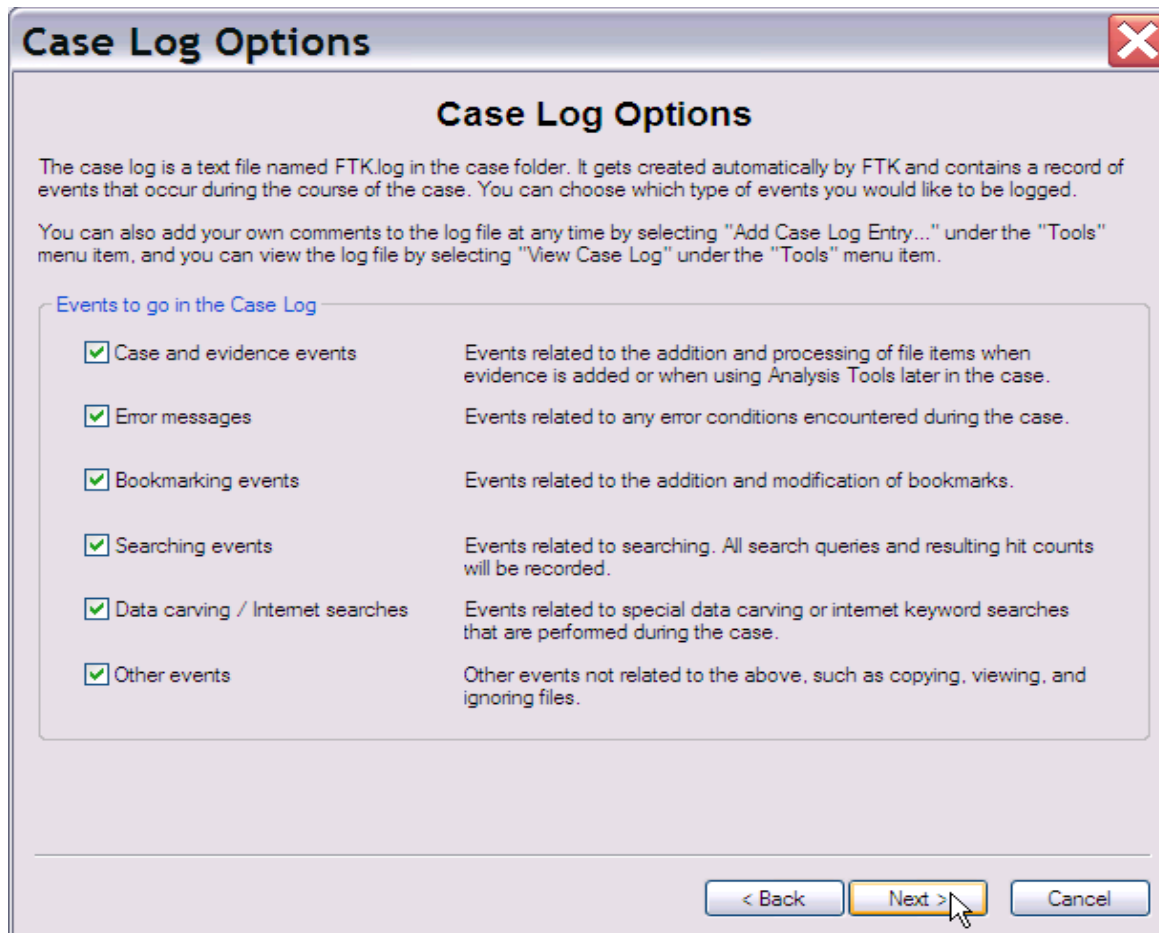 Case Log Options
Case Log Options
The case log is a text file named FTK.log in the case folder. It gets created automatically by FTK and contains a record of
events that occur during the course of the case. You can choose which type of events you would like to be logged.
You can also add your own comments to the log file at any time by selecting "Add Case Log Entry..." under the "Tools"
menu item, and you can view the log file by selecting "View Case Log" under the "Tools" menu item.
Events to go in the Case Log
Case and evidence events
Events related to the addition and processing of file items when
evidence is added or when using Analysis Tools later in the case.
Error messages
Events related to any error conditions encountered during the case.
Bookmarking events
Events related to the addition and modification of bookmarks.
Searching events
Events related to searching. All search queries and resulting hit counts
will be recorded.
Data carving / Internet searches
Events related to special data carving or internet keyword searches
that are performed during the case.
Other events
Other events not related to the above, such as copying, viewing, and
ignoring files.
< Back
Next >
Cancel